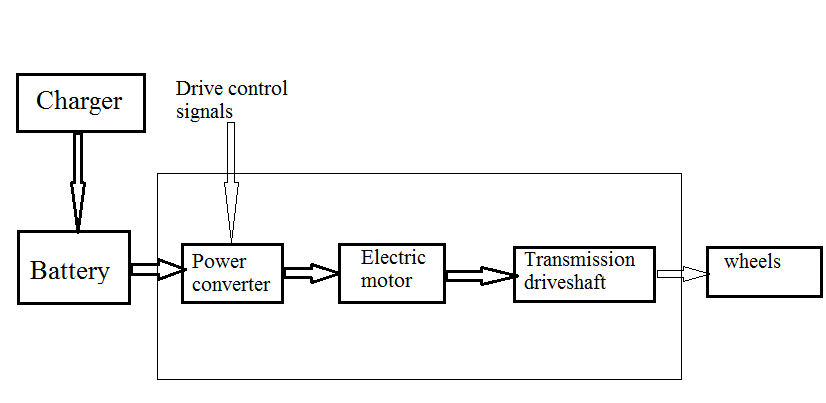 Charger
Drive control
signals
Battery
Power
converter
Electric
motor
Transmission
driveshaft
wheels